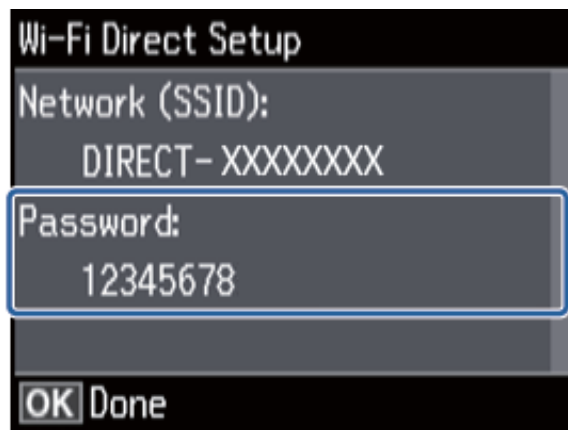 Wi-Fi Direct Setup
Network (SSID):
DIRECT-XXXXXXXX
Password:
12345678
OK Done